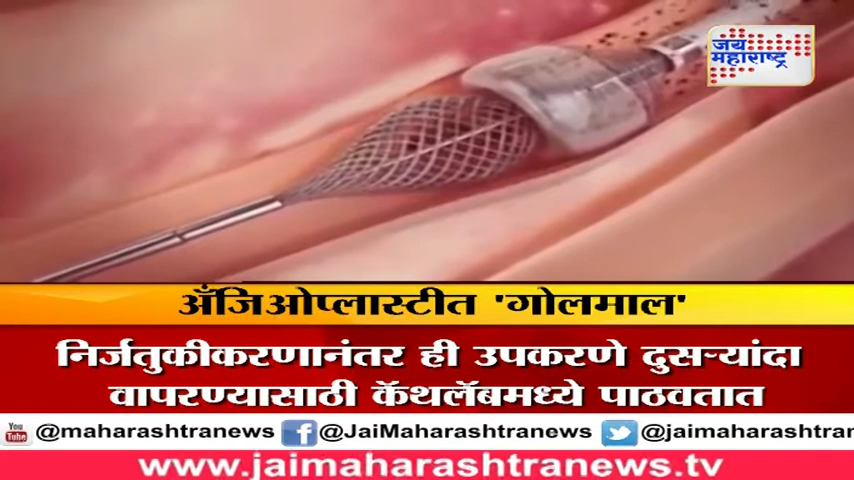 जय
महाराष्ट्र
अँजिओप्लास्टीत 'गोलमाल'
निर्जंतुकीकरणानंतर ही उपकरणे दुसऱ्यांदा
वापरण्यासाठी कॅथलॅबमध्ये पाठवतात
You
Tube @maharashtranews f @JaiMaharashtranews @jaimaharashtran
www.jaimaharashtranews.tv